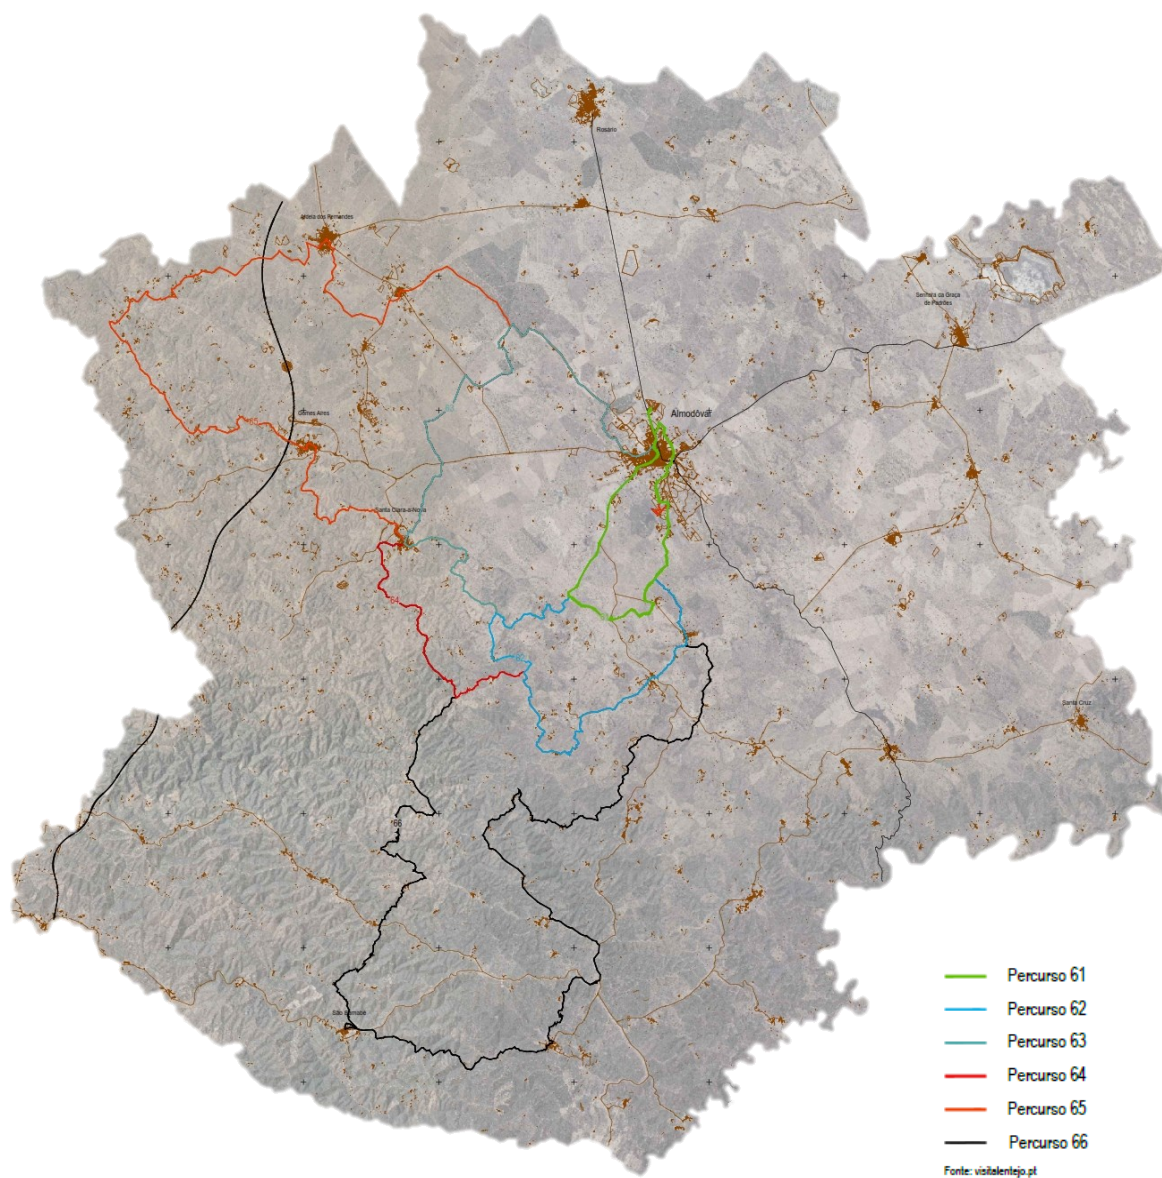 Rosário
Aldeia dos Fernandes
Senhora da Graça
de Padrões
Gomes Aires
Almodôvar
Santa Clara-a-Nova
64
Santa Cruz
66
São Barnabé
Percurso 61
Percurso 62
Percurso 63
Percurso 64
Percurso 65
Percurso 66
Fonte: visitalentejo.pt